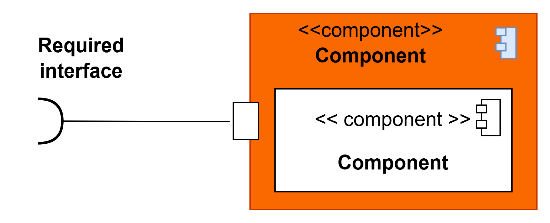 Required
interface
<<component>>
Component
<< component >>
Component